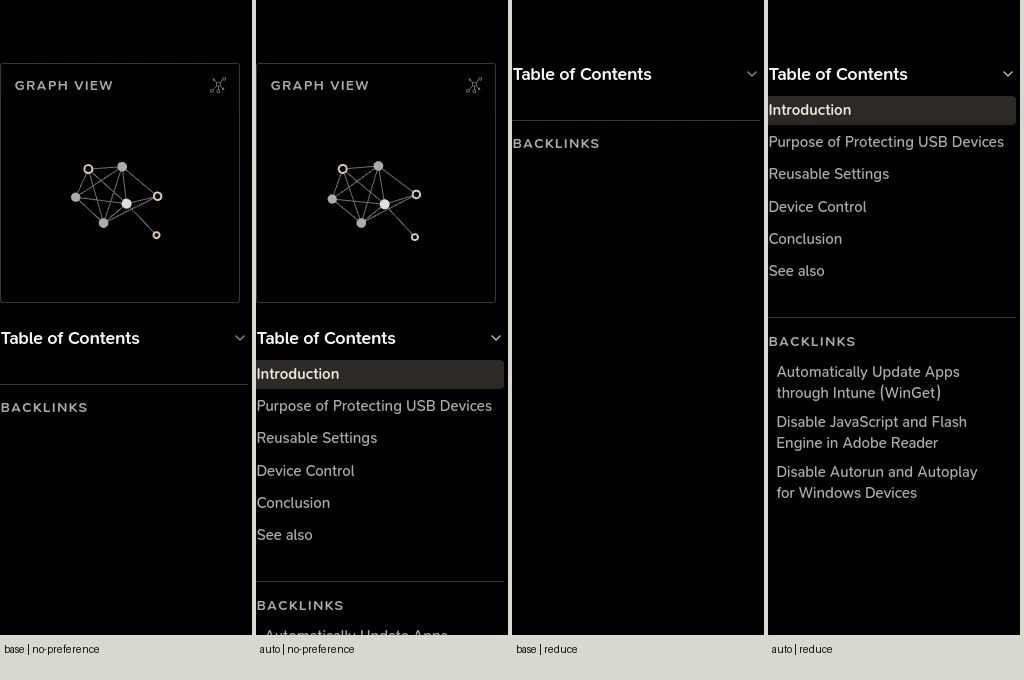 GRAPH VIEW
Table of Contents
BACKLINKS
base | no-preference
GRAPH VIEW
Table of Contents
Introduction
Purpose of Protecting USB Devices
Reusable Settings
Device Control
Conclusion
See also
BACKLINKS
Automatically Update Apps
auto | no-preference
Table of Contents
BACKLINKS
base | reduce
Table of Contents
Introduction
Purpose of Protecting USB Devices
Reusable Settings
Device Control
Conclusion
See also
BACKLINKS
Automatically Update Apps
through Intune (WinGet)
Disable JavaScript and Flash
Engine in Adobe Reader
Disable Autorun and Autoplay
for Windows Devices
auto | reduce